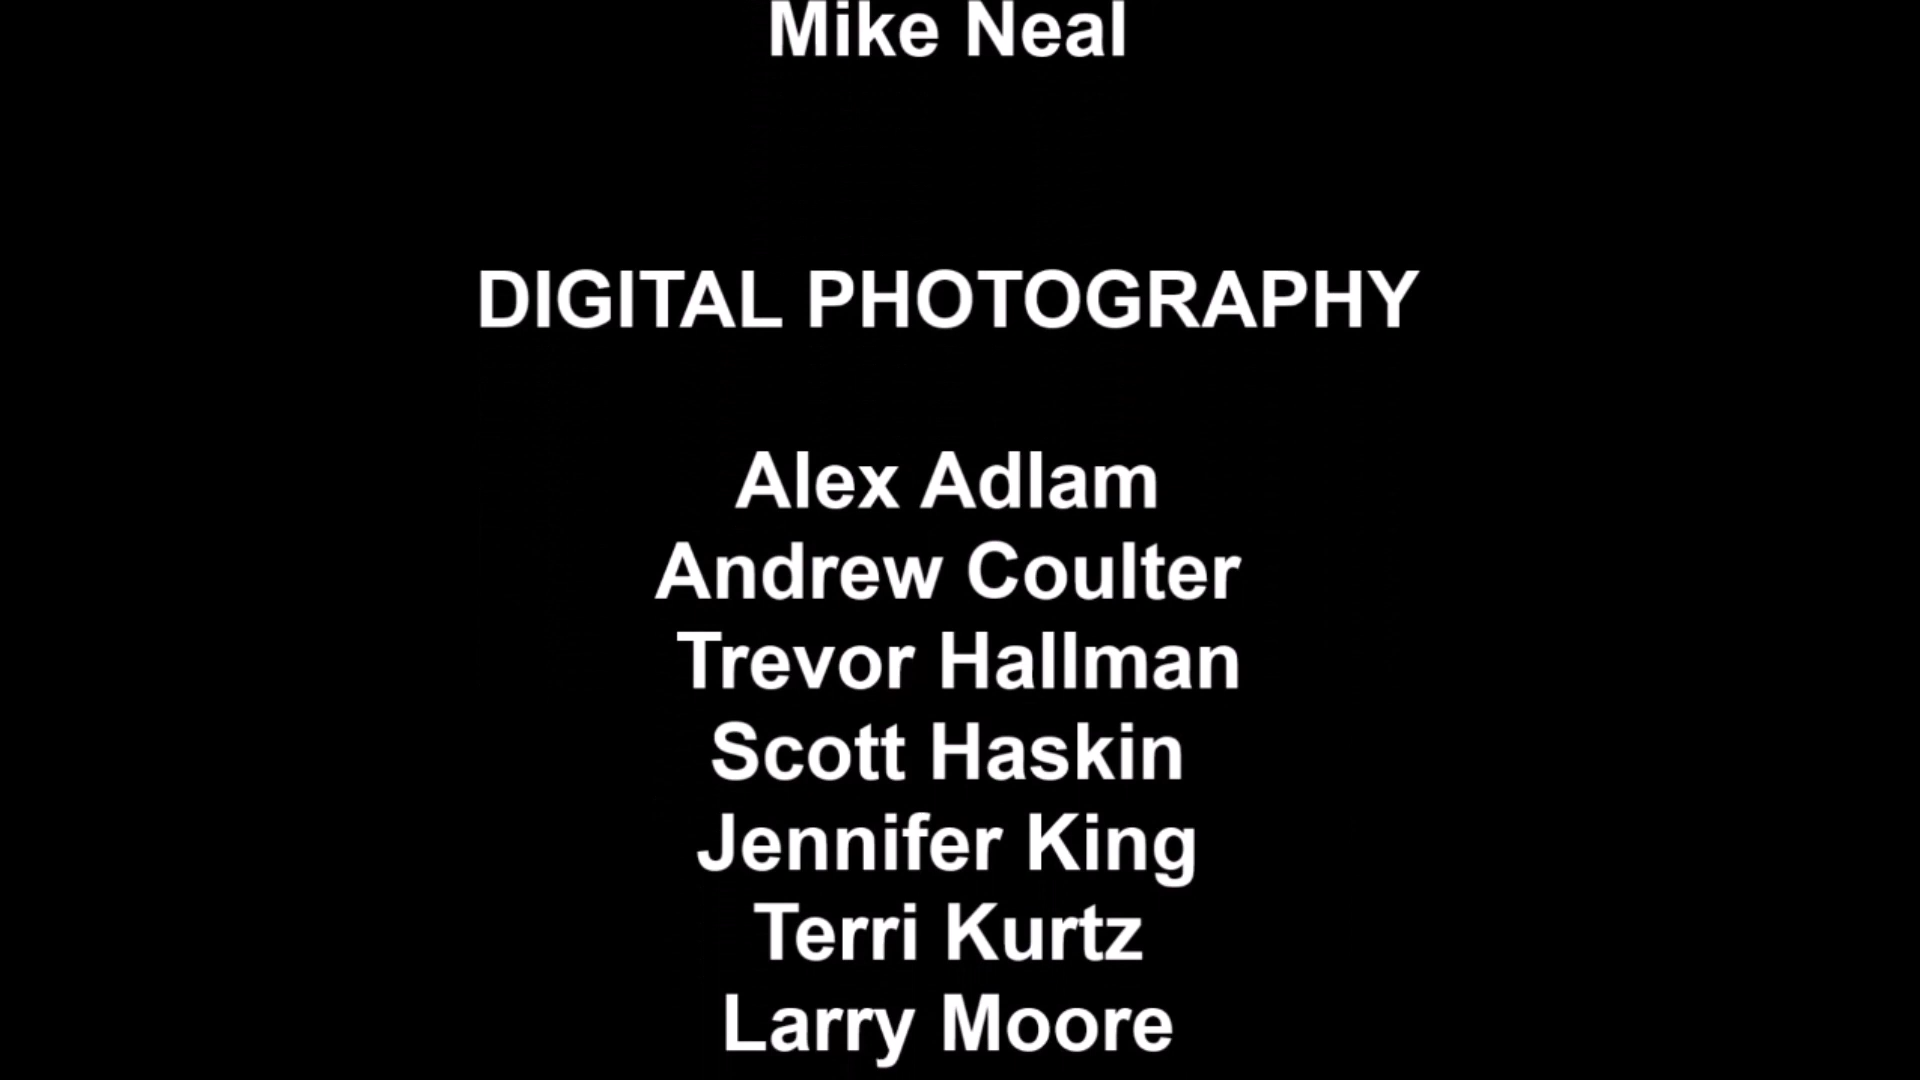 Mike Neal
DIGITAL PHOTOGRAPHY
Alex Adlam
Andrew Coulter
Trevor Hallman
Scott Haskin
Jennifer King
Terri Kurtz
Larry Moore